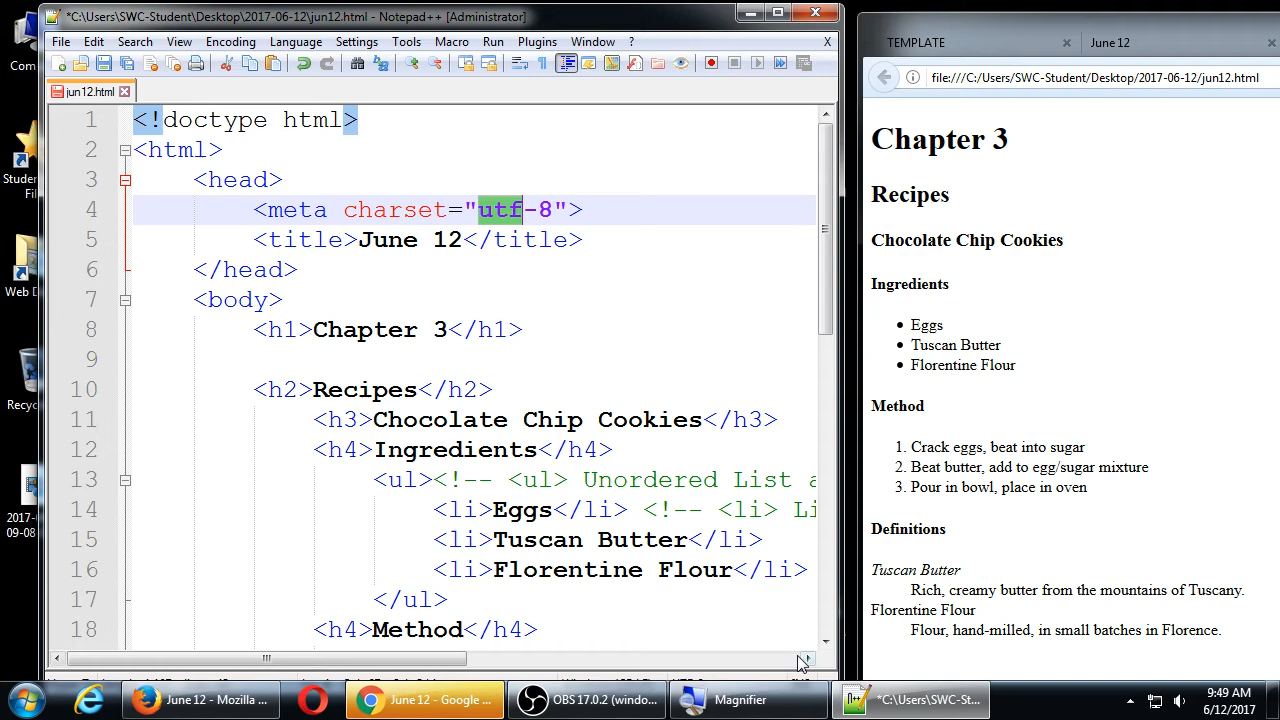 *C:\Users\SWC-Student\Desktop\2017-06-12\jun12.html - Notepad++ [Administrator]
File Edit Search View Encoding Language Settings Tools Macro Run Plugins Window ? X
jun12.html
1 <!doctype html>
2 <html>
3 <head>
4 <meta charset="utf-8">
5 <title>June 12</title>
6 </head>
7 <body>
8 <h1>Chapter 3</h1>
9
10 <h2>Recipes</h2>
11 <h3>Chocolate Chip Cookies</h3>
12 <h4>Ingredients</h4>
13 <ul><!-- <ul> Unordered List
14 <li>Eggs</li> <!-- <li>
15 <li>Tuscan Butter</li>
16 <li>Florentine Flour</li>
17 </ul>
18 <h4>Method</h4>
TEMPLATE
June 12
file:///C:/Users/SWC-Student/Desktop/2017-06-12/jun12.html
Chapter 3
Recipes
Chocolate Chip Cookies
Ingredients
• Eggs
• Tuscan Butter
• Florentine Flour
Method
1. Crack eggs, beat into sugar
2. Beat butter, add to egg/sugar mixture
3. Pour in bowl, place in oven
Definitions
Tuscan Butter
Rich, creamy butter from the mountains of Tuscany.
Florentine Flour
Flour, hand-milled, in small batches in Florence.
Com
Studen
Fil
Web D
Recyc
2017-0
09-08
June 12 - Mozilla ...
June 12 - Google ...
OBS 17.0.2 (windo...
Magnifier
*C:\Users\SWC-St...
9:49 AM
6/12/2017